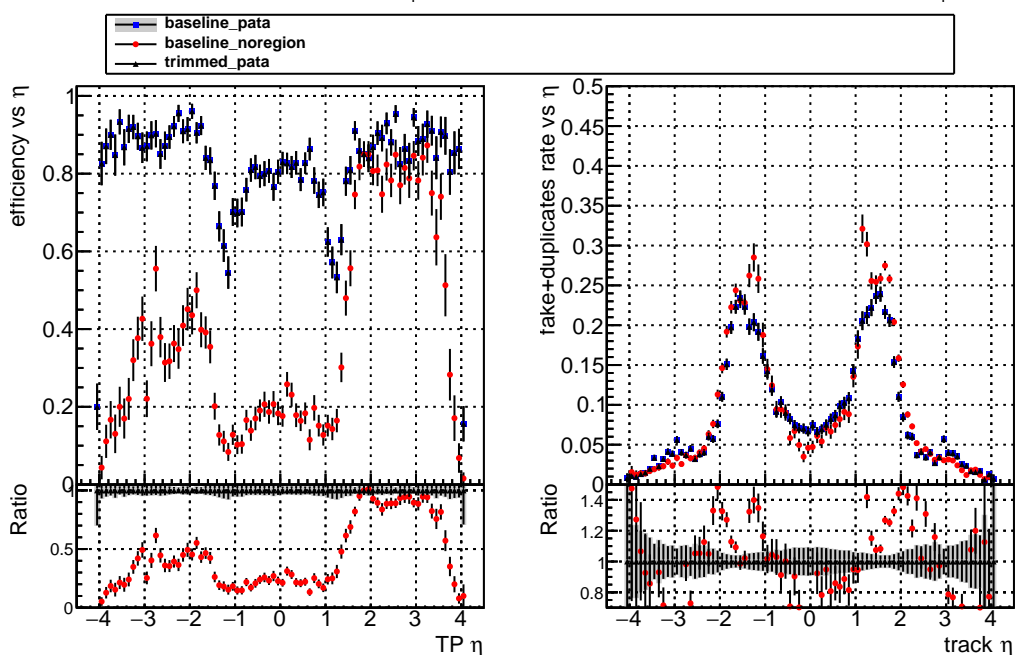 baseline_pata
baseline_noregion
trimmed_pata
efficiency vs η
1
0.8
0.6
0.4
0.2
0
Ratio
0.5
0
−4 −3 −2 −1 0 1 2 3 4
TP η
fake+duplicates rate vs η
0.5
0.45
0.4
0.35
0.3
0.25
0.2
0.15
0.1
0.05
0
Ratio
1.4
1.2
1
0.8
−4 −3 −2 −1 0 1 2 3 4
track η